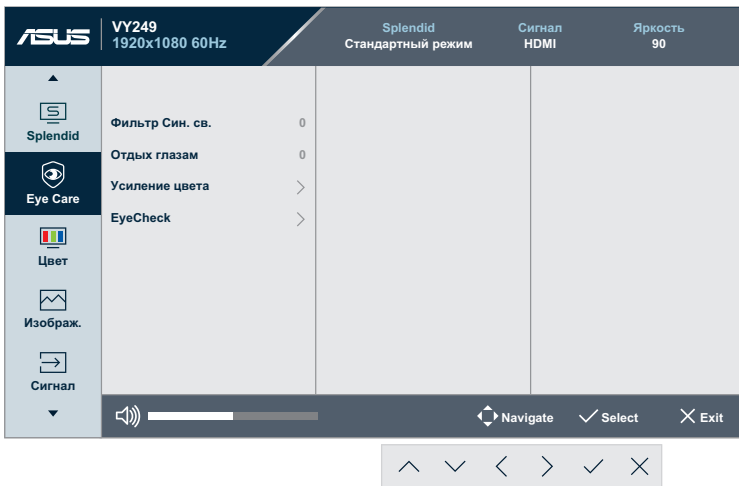 ASUS
VY249
1920x1080 60Hz
Splendid
Стандартный режим
Сигнал
HDMI
Яркость
90
Splendid
Eye Care
Цвет
Изображ.
Сигнал
Фильтр Син. св. 0
Отдых глазам 0
Усиление цвета
EyeCheck
Navigate
Select
Exit